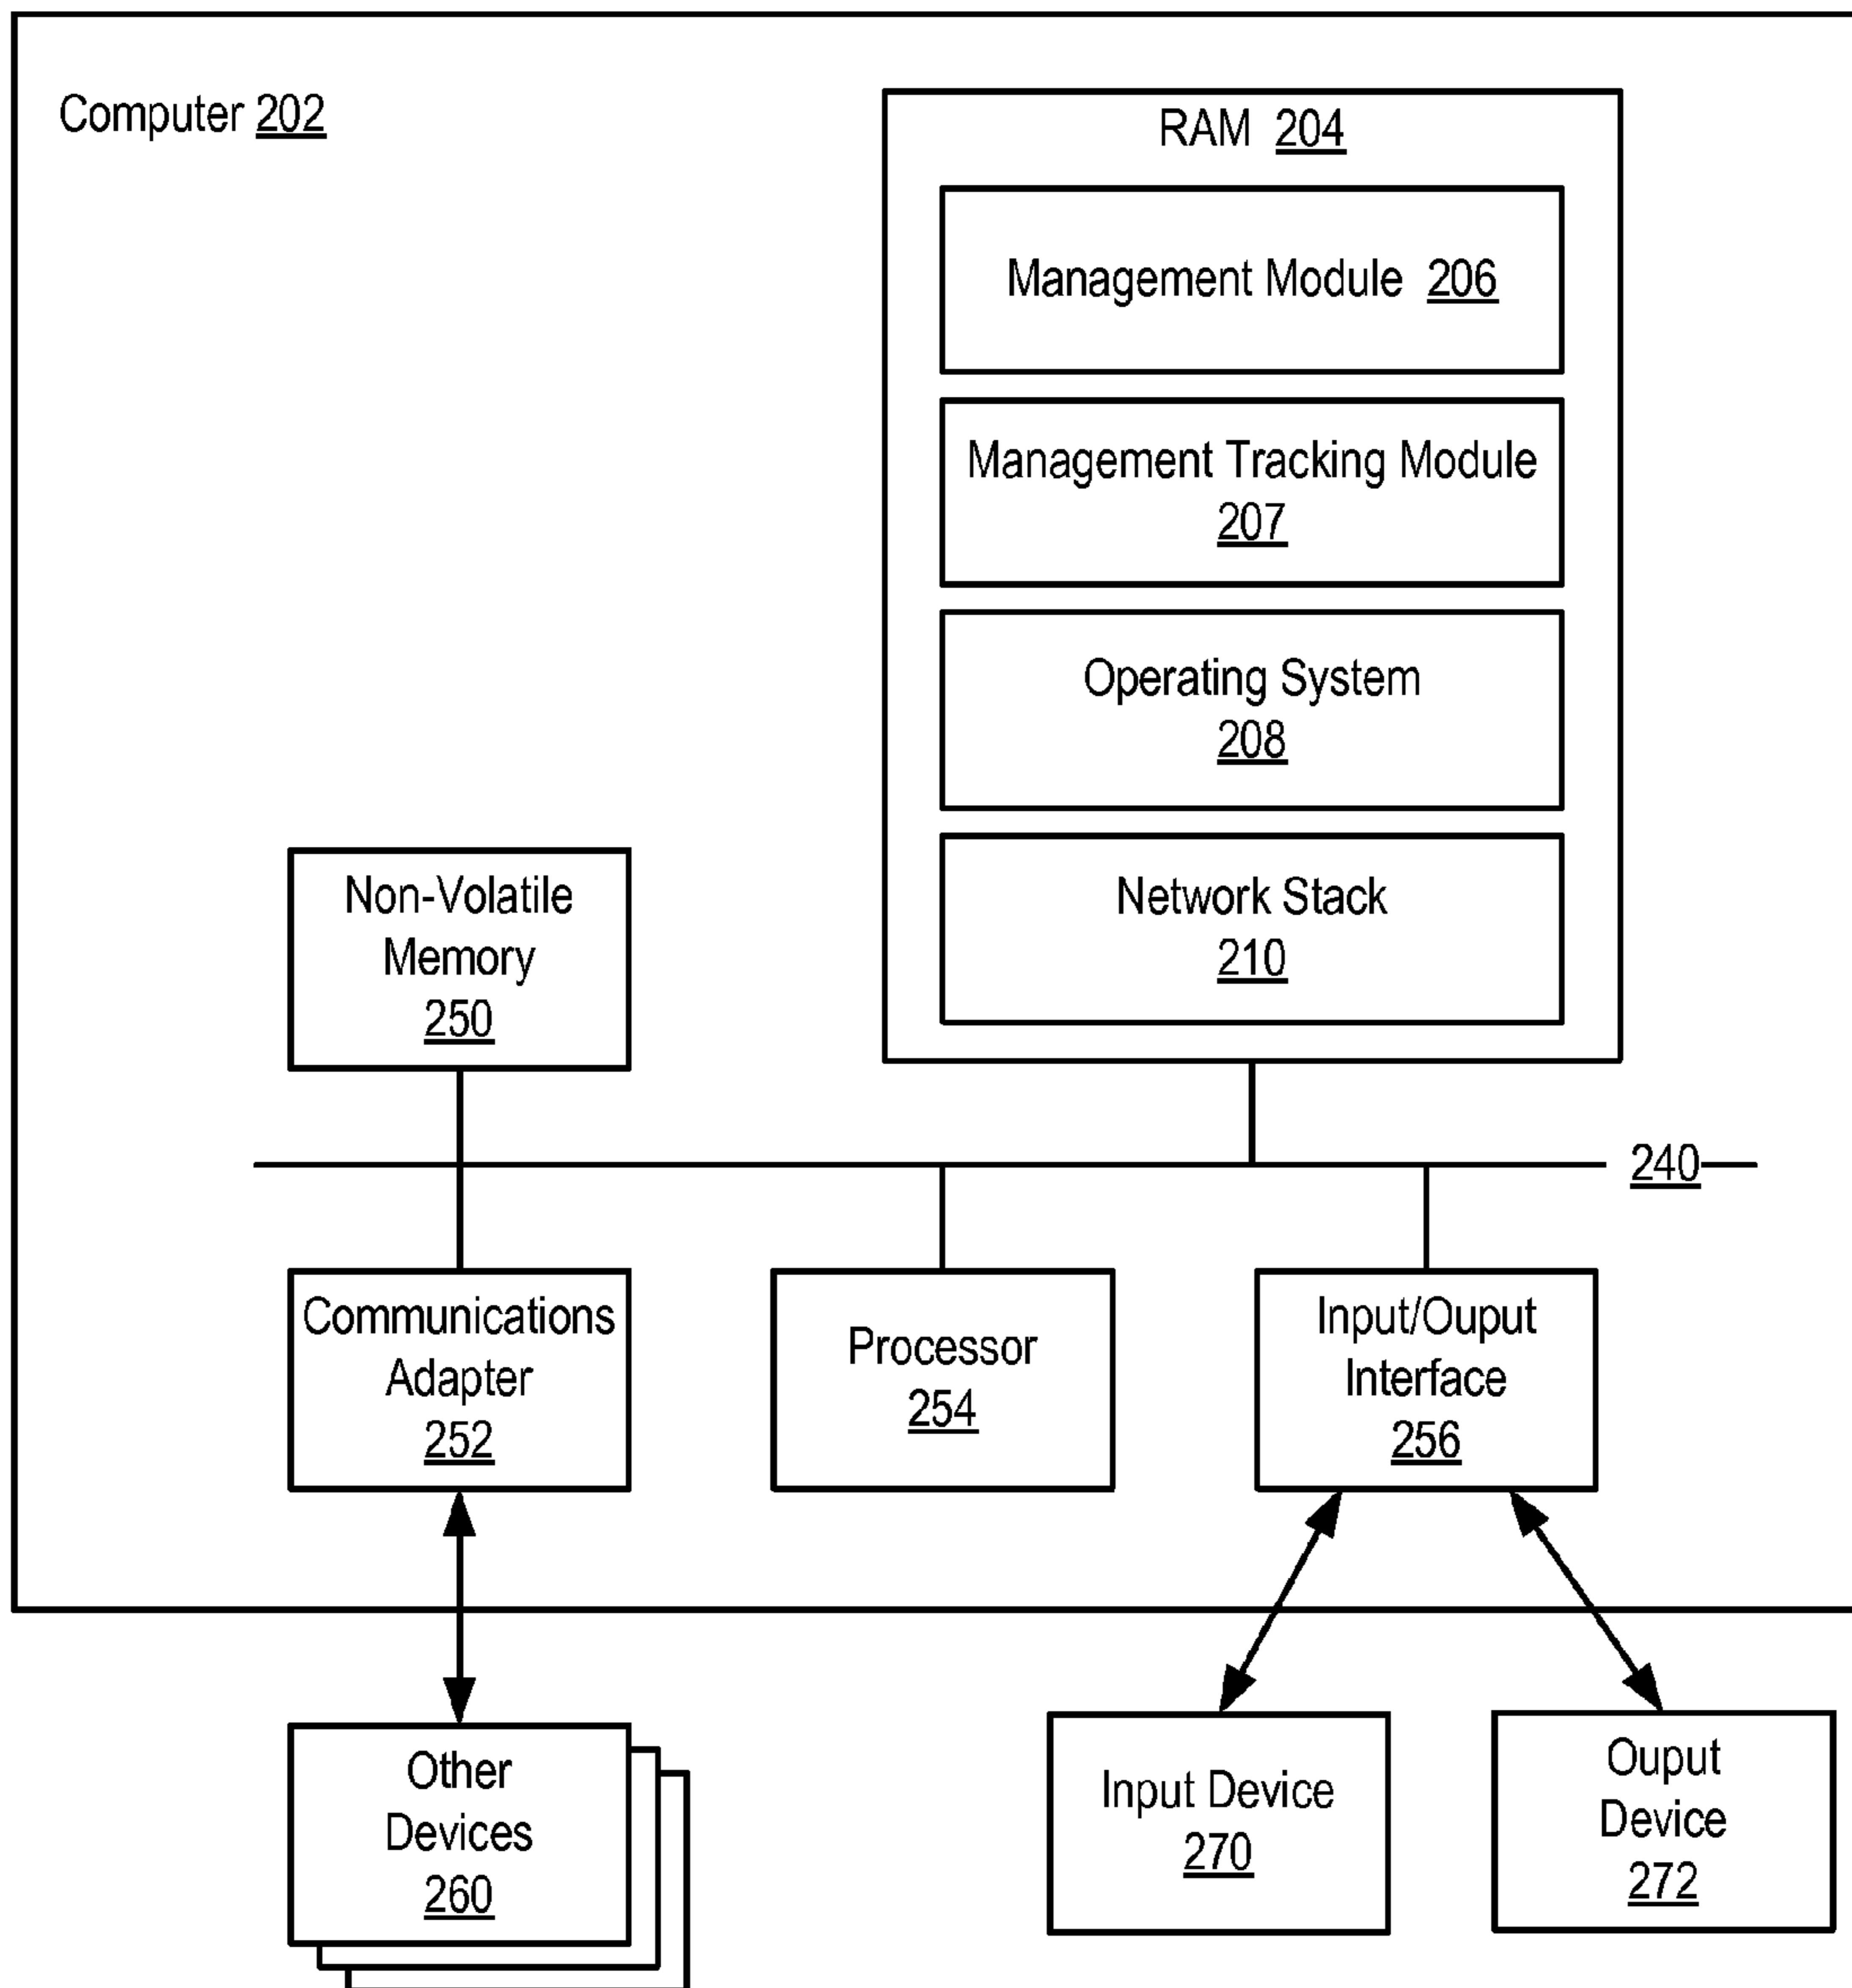 Computer 202
RAM 204
Management Module 206
Management Tracking Module
207
Operating System
208
Network Stack
210
Non-Volatile
Memory
250
240
Communications
Adapter
252
Processor
254
Input/Ouput
Interface
256
Other
Devices
260
Input Device
270
Ouput
Device
272